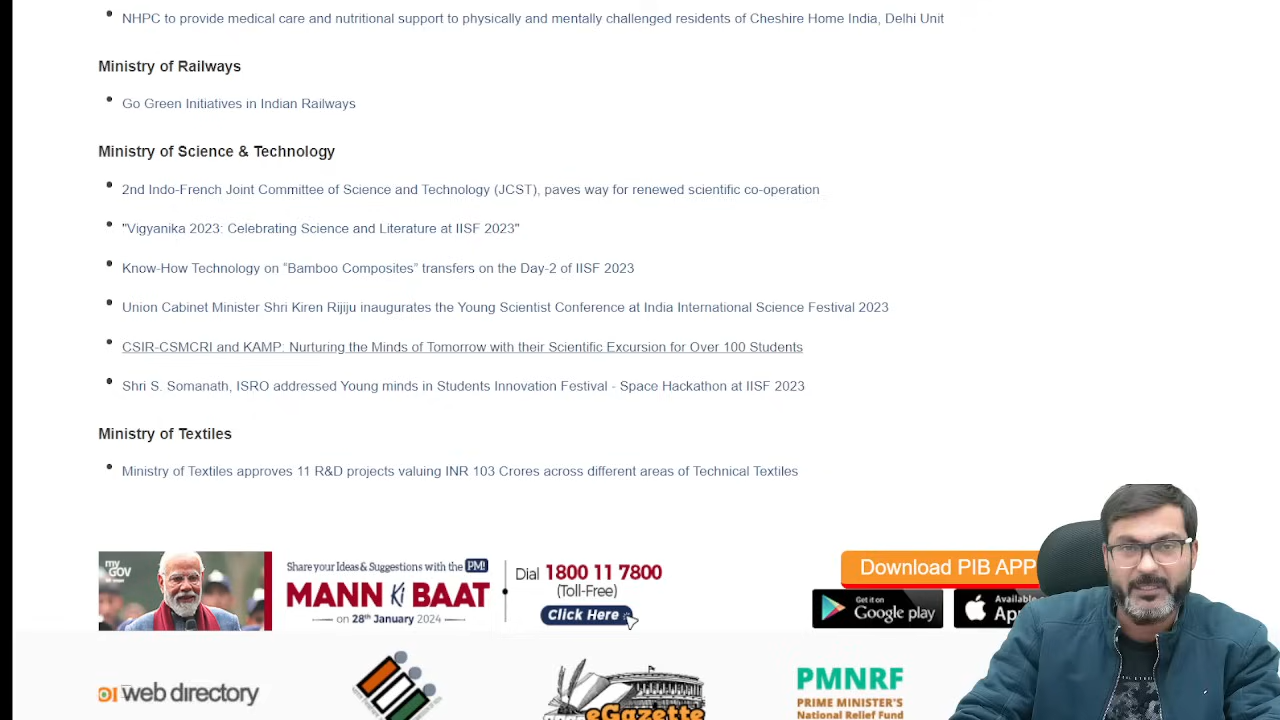 NHPC to provide medical care and nutritional support to physically and mentally challenged residents of Cheshire Home India, Delhi Unit
Ministry of Railways
Go Green Initiatives in Indian Railways
Ministry of Science & Technology
2nd Indo-French Joint Committee of Science and Technology (JCST), paves way for renewed scientific co-operation
"Vigyanika 2023: Celebrating Science and Literature at IISF 2023"
Know-How Technology on “Bamboo Composites” transfers on the Day-2 of IISF 2023
Union Cabinet Minister Shri Kiren Rijiju inaugurates the Young Scientist Conference at India International Science Festival 2023
CSIR-CSMCRI and KAMP: Nurturing the Minds of Tomorrow with their Scientific Excursion for Over 100 Students
Shri S. Somanath, ISRO addressed Young minds in Students Innovation Festival - Space Hackathon at IISF 2023
Ministry of Textiles
Ministry of Textiles approves 11 R&D projects valuing INR 103 Crores across different areas of Technical Textiles
my
GOV
Share your Ideas & Suggestions with the PM!
MANN Ki BAAT
on 28th January 2024
Dial 1800 11 7800
(Toll-Free)
Click Here
Download PIB APP
Get it on
Google play
Available
App
web directory
eGazette
PMNRF
PRIME MINISTER'S
National Relief Fund